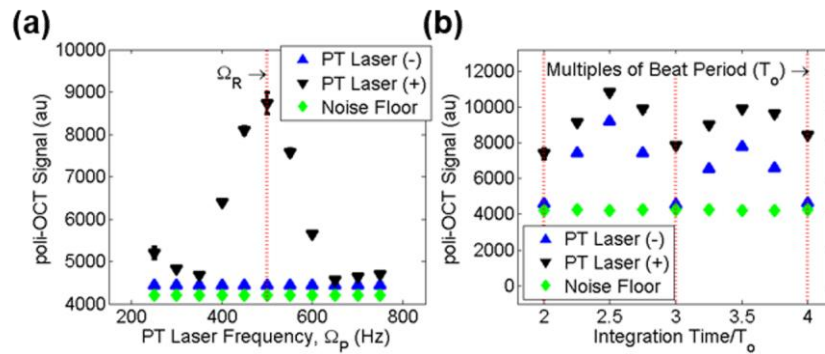 (a)
poli-OCT Signal (au)
10000
9000
8000
7000
6000
5000
4000
200
400
600
800
PT Laser Frequency, Ω_P (Hz)
Ω_R →
PT Laser (-)
PT Laser (+)
Noise Floor
(b)
poli-OCT Signal (au)
12000
10000
8000
6000
4000
2000
0
2
2.5
3
3.5
4
Integration Time/T_o
Multiples of Beat Period (T_o) →
PT Laser (-)
PT Laser (+)
Noise Floor